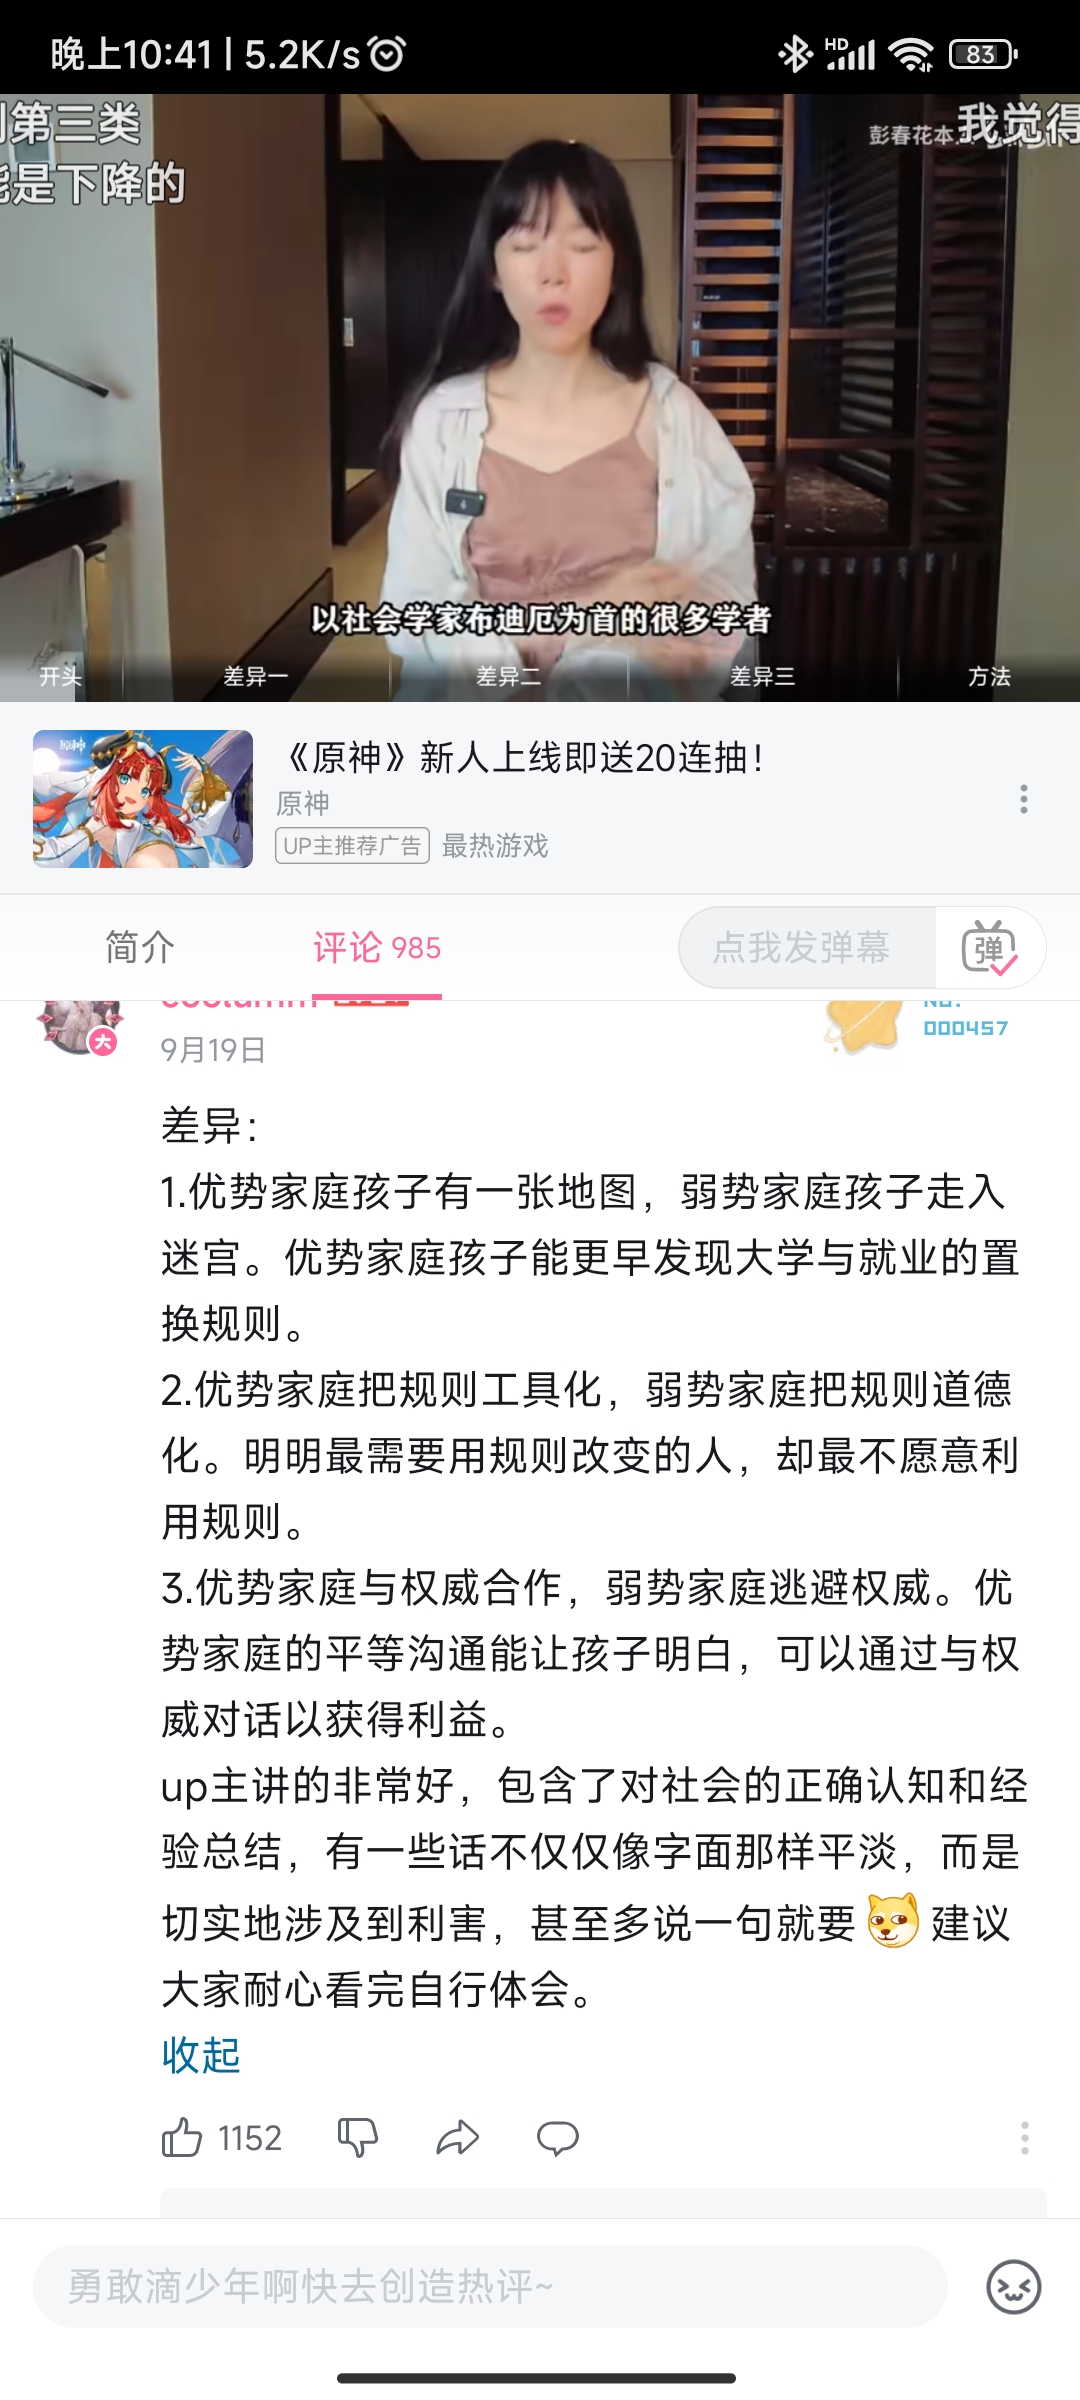 晚上10:41 | 5.2K/s
HD
83
第三类
是下降的
彭春花本
我觉得
以社会学家布迪厄为首的很多学者
开头
差异一
差异二
差异三
方法
原神
《原神》新人上线即送20连抽！
原神
UP主推荐广告
最热游戏
简介
评论 985
点我发弹幕
弹
大
9月19日
000457
差异：
1.优势家庭孩子有一张地图，弱势家庭孩子走入
迷宫。优势家庭孩子能更早发现大学与就业的置
换规则。
2.优势家庭把规则工具化，弱势家庭把规则道德
化。明明最需要用规则改变的人，却最不愿意利
用规则。
3.优势家庭与权威合作，弱势家庭逃避权威。优
势家庭的平等沟通能让孩子明白，可以通过与权
威对话以获得利益。
up主讲的非常好，包含了对社会的正确认知和经
验总结，有一些话不仅仅像字面那样平淡，而是
切实地涉及到利害，甚至多说一句就要 建议
大家耐心看完自行体会。
收起
1152
勇敢滴少年啊快去创造热评~